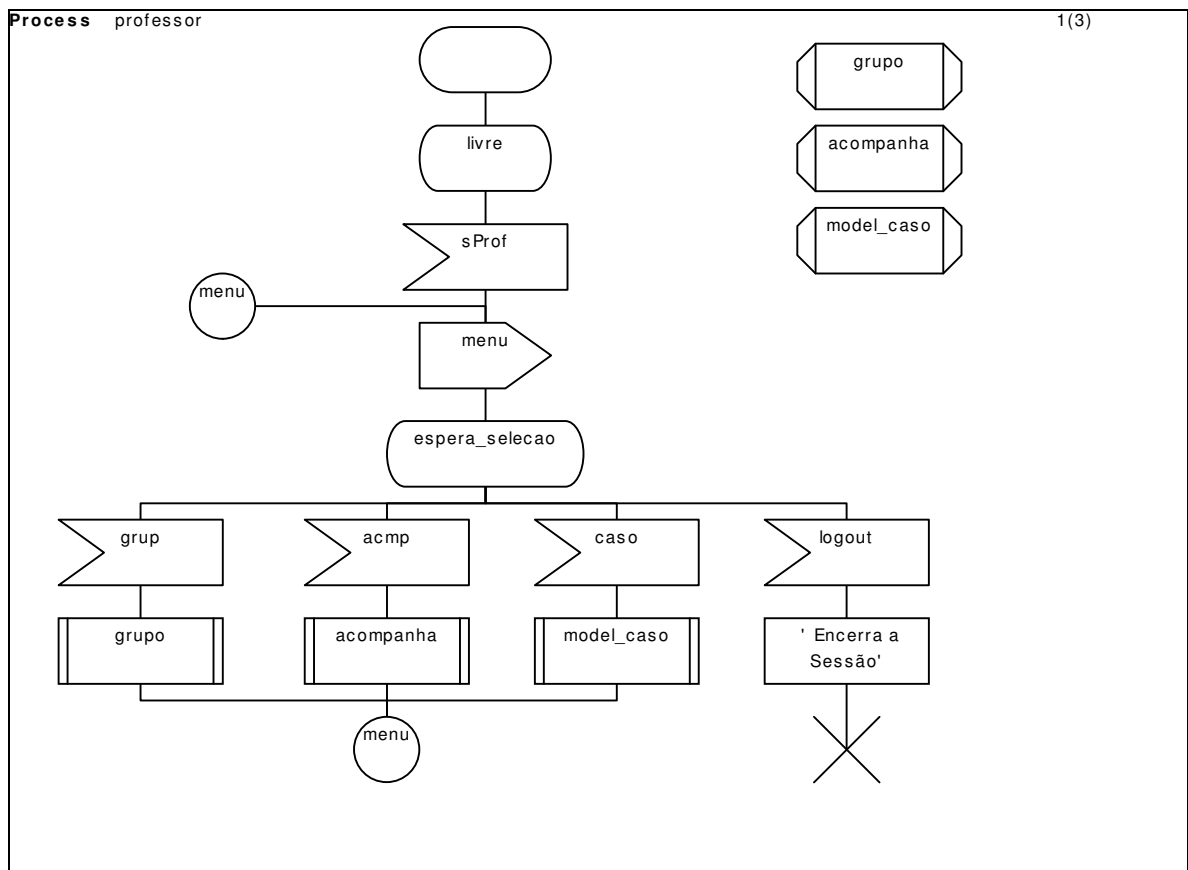 Process professor 1(3)
grupo
livre
acompanha
sProf
model_caso
menu
menu
espera_selecao
grup acmp caso logout
grupo acompanha model_caso ' Encerra a
Sessão'
menu